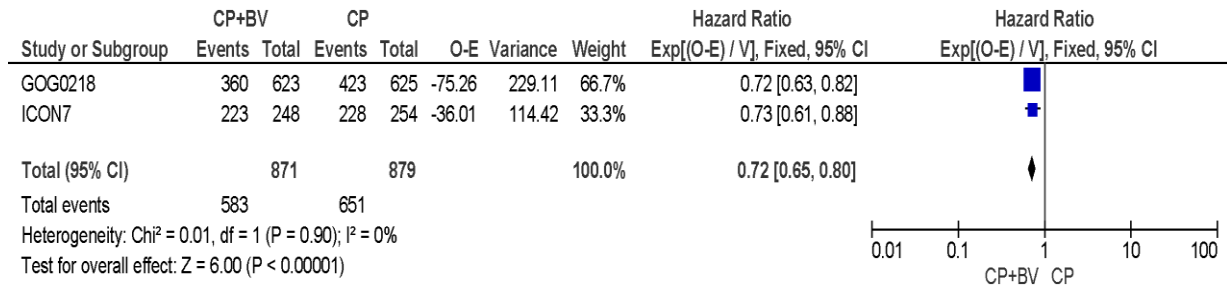 CP+BV CP Hazard Ratio Hazard Ratio
Study or Subgroup Events Total Events Total O-E Variance Weight Exp[(O-E) / V], Fixed, 95% CI Exp[(O-E) / V], Fixed, 95% CI
GOG0218 360 623 423 625 -75.26 229.11 66.7% 0.72 [0.63, 0.82]
ICON7 223 248 228 254 -36.01 114.42 33.3% 0.73 [0.61, 0.88]
Total (95% CI) 871 879 100.0% 0.72 [0.65, 0.80]
Total events 583 651
Heterogeneity: Chi² = 0.01, df = 1 (P = 0.90); I² = 0%
Test for overall effect: Z = 6.00 (P < 0.00001)
0.01 0.1 1 10 100
CP+BV CP